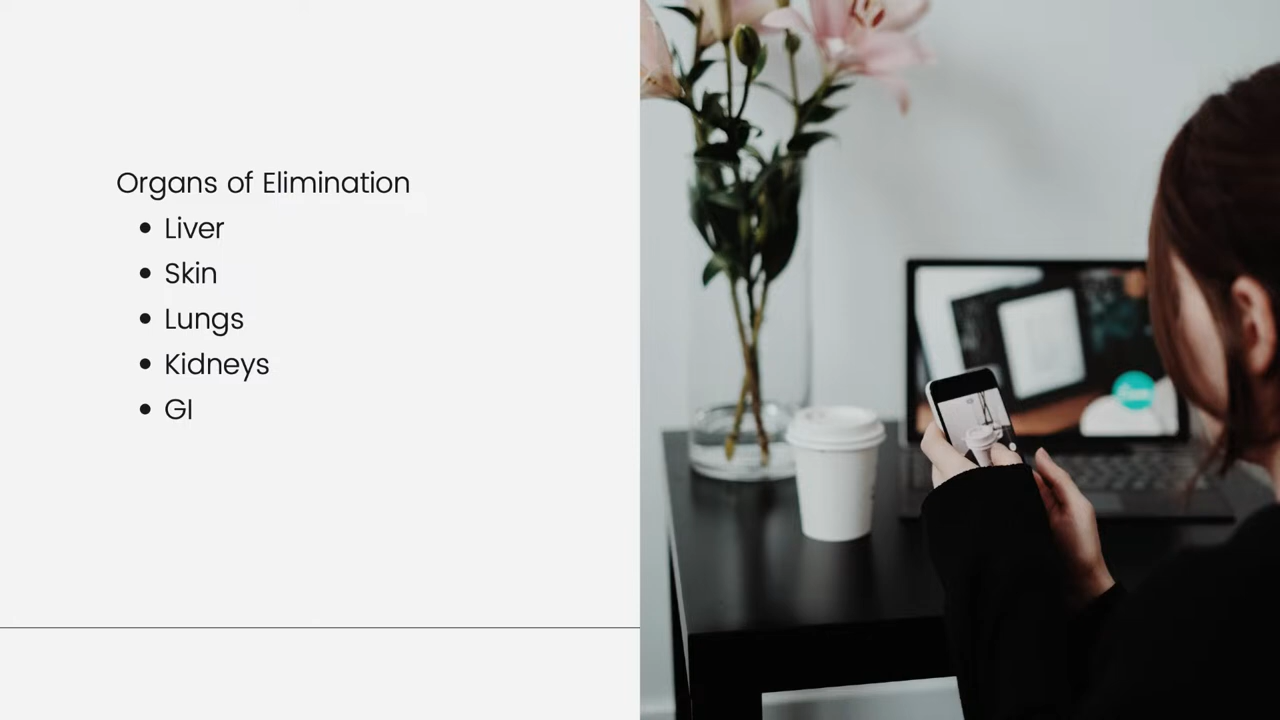 Organs of Elimination
Liver
Skin
Lungs
Kidneys
GI